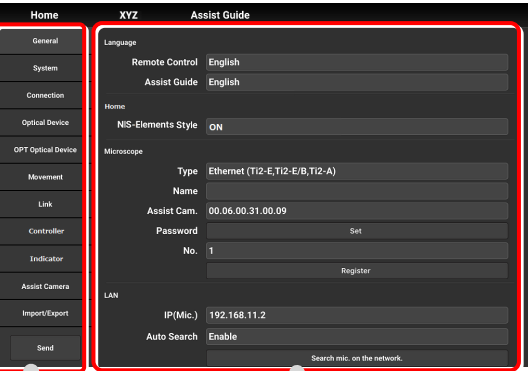 Home XYZ Assist Guide
General
System
Connection
Optical Device
OPT Optical Device
Movement
Link
Controller
Indicator
Assist Camera
Import/Export
Send
Language
Remote Control English
Assist Guide English
Home
NIS-Elements Style ON
Microscope
Type Ethernet (Ti2-E,Ti2-E/B,Ti2-A)
Name
Assist Cam. 00.06.00.31.00.09
Password Set
No. 1
Register
LAN
IP(Mic.) 192.168.11.2
Auto Search Enable
Search mic. on the network.